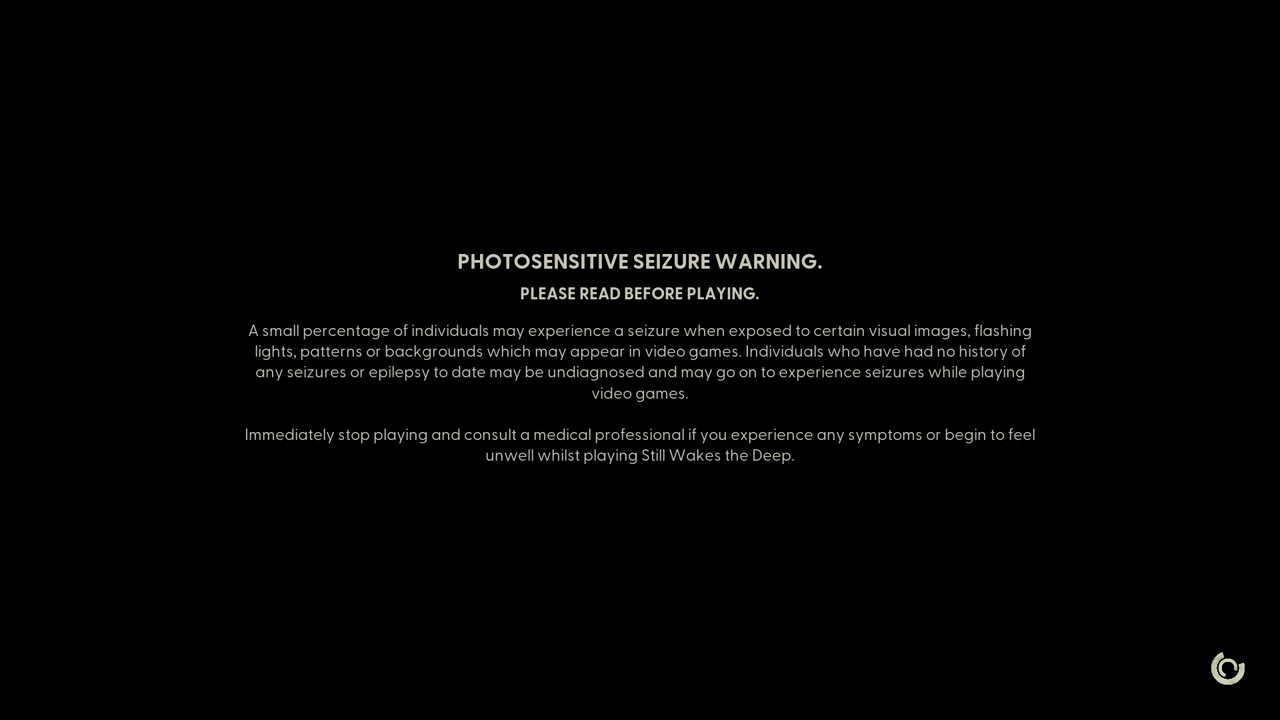 PHOTOSENSITIVE SEIZURE WARNING.
PLEASE READ BEFORE PLAYING.
A small percentage of individuals may experience a seizure when exposed to certain visual images, flashing
lights, patterns or backgrounds which may appear in video games. Individuals who have had no history of
any seizures or epilepsy to date may be undiagnosed and may go on to experience seizures while playing
video games.
Immediately stop playing and consult a medical professional if you experience any symptoms or begin to feel
unwell whilst playing Still Wakes the Deep.